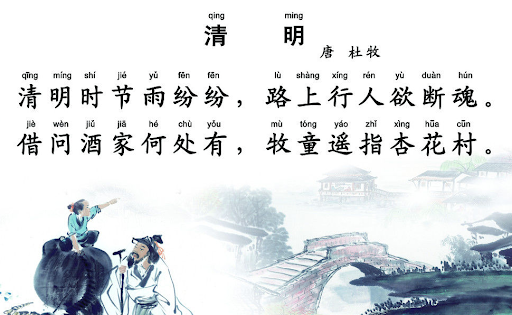 qing ming
清 明
唐 杜牧
qīng míng shí jié yǔ fēn fēn lù shàng xíng rén yù duàn hún
清明时节雨纷纷，路上行人欲断魂。
jiè wèn jiǔ jiā hé chù yǒu mù tóng yáo zhǐ xìng huā cūn
借问酒家何处有，牧童遥指杏花村。